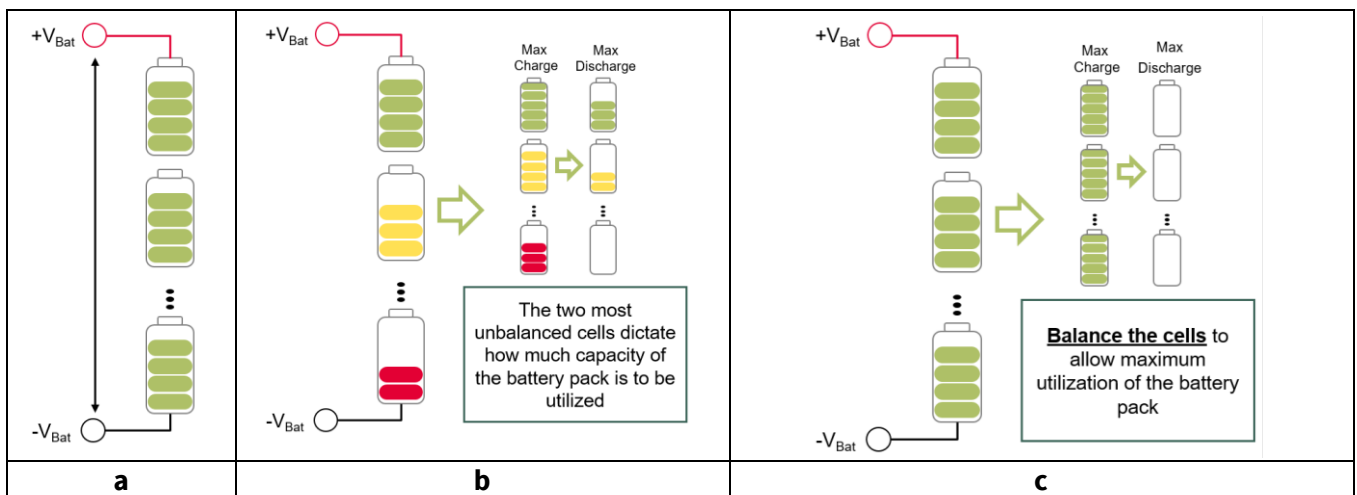 +VBat
-VBat
a
+VBat
Max
Charge
Max
Discharge
The two most
unbalanced cells dictate
how much capacity of
the battery pack is to be
utilized
-VBat
b
+VBat
Max
Charge
Max
Discharge
Balance the cells to
allow maximum
utilization of the battery
pack
-VBat
c